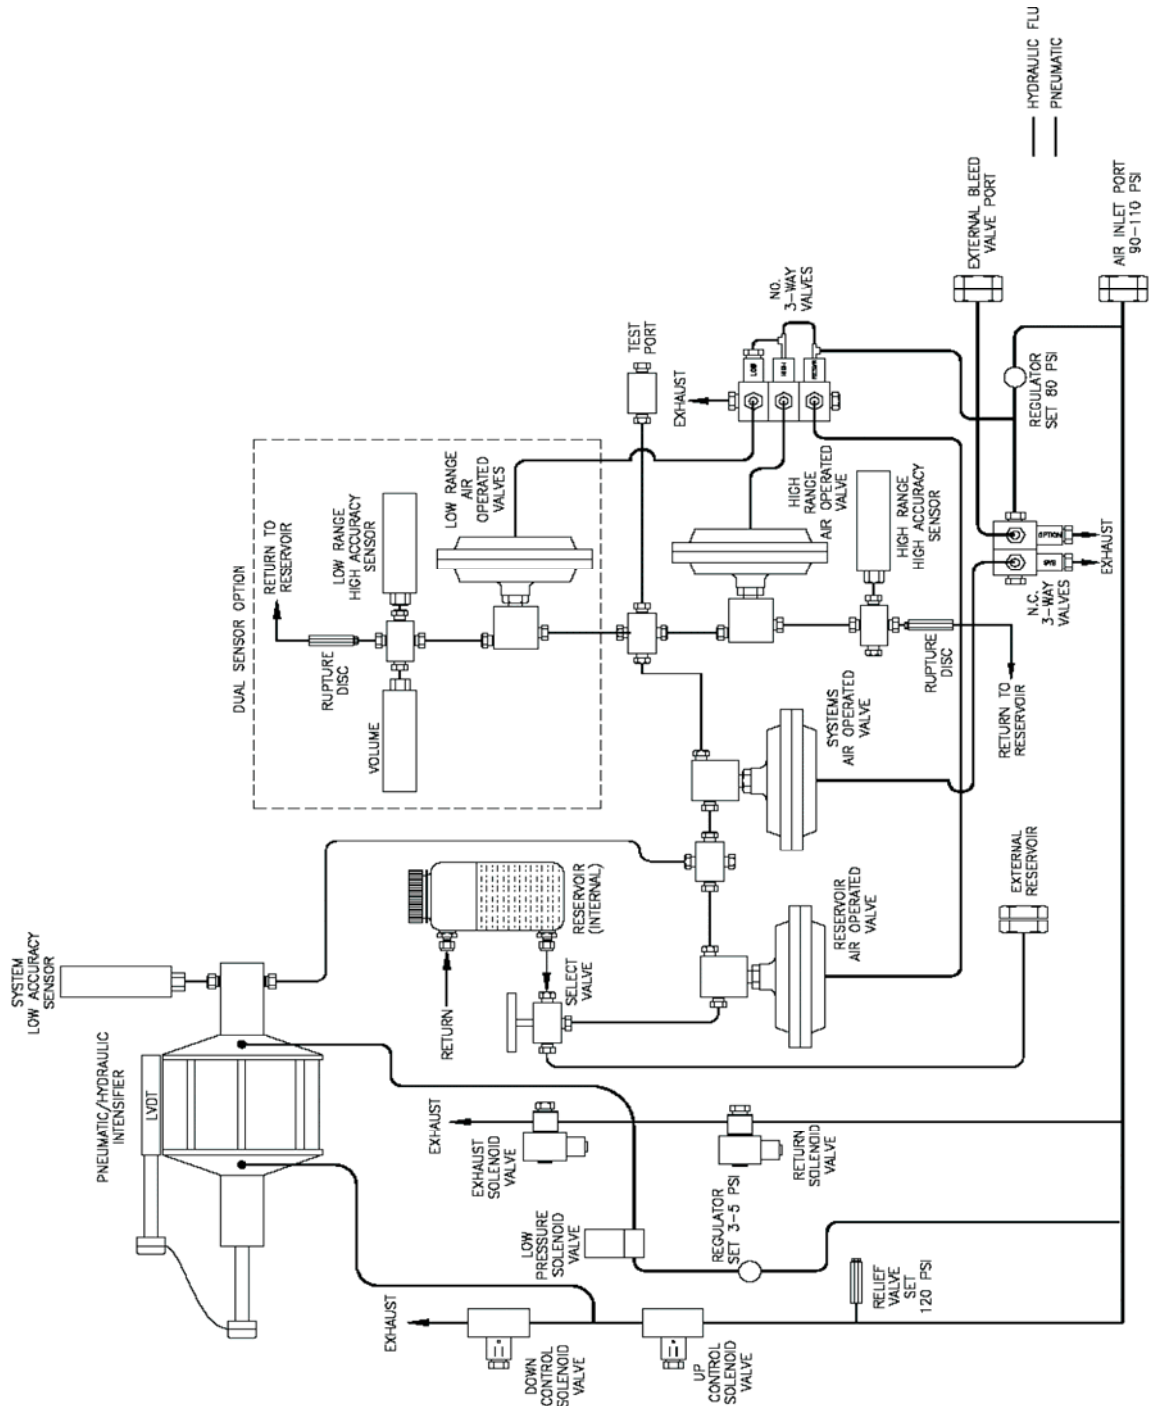 SYSTEM
LOW ACCURACY
SENSOR
PNEUMATIC/HYDRAULIC
INTENSIFIER
LVDT
EXHAUST
DOWN
CONTROL
SOLENOID
VALVE
UP
CONTROL
SOLENOID
VALVE
RELIEF
VALVE
SET
120 PSI
LOW
PRESSURE
SOLENOID
VALVE
REGULATOR
SET 3-5 PSI
EXHAUST
EXHAUST
SOLENOID
VALVE
RETURN
SOLENOID
VALVE
RETURN
RESERVOIR
(INTERNAL)
SELECT
VALVE
RESERVOIR
AIR OPERATED
VALVE
EXTERNAL
RESERVOIR
SYSTEMS
AIR OPERATED
VALVE
DUAL SENSOR OPTION
RETURN TO
RESERVOIR
RUPTURE
DISC
VOLUME
LOW RANGE
HIGH ACCURACY
SENSOR
LOW RANGE
AIR
OPERATED
VALVES
TEST
PORT
EXHAUST
NO.
3-WAY
VALVES
LOW
HIGH
HIGH
RANGE
AIR OPERATED
VALVE
HIGH RANGE
HIGH ACCURACY
SENSOR
RUPTURE
DISC
RETURN TO
RESERVOIR
N.C.
3-WAY
VALVES
OPTION
SYS
EXHAUST
REGULATOR
SET 80 PSI
EXTERNAL BLEED
VALVE PORT
AIR INLET PORT
90-110 PSI
HYDRAULIC FLU
PNEUMATIC